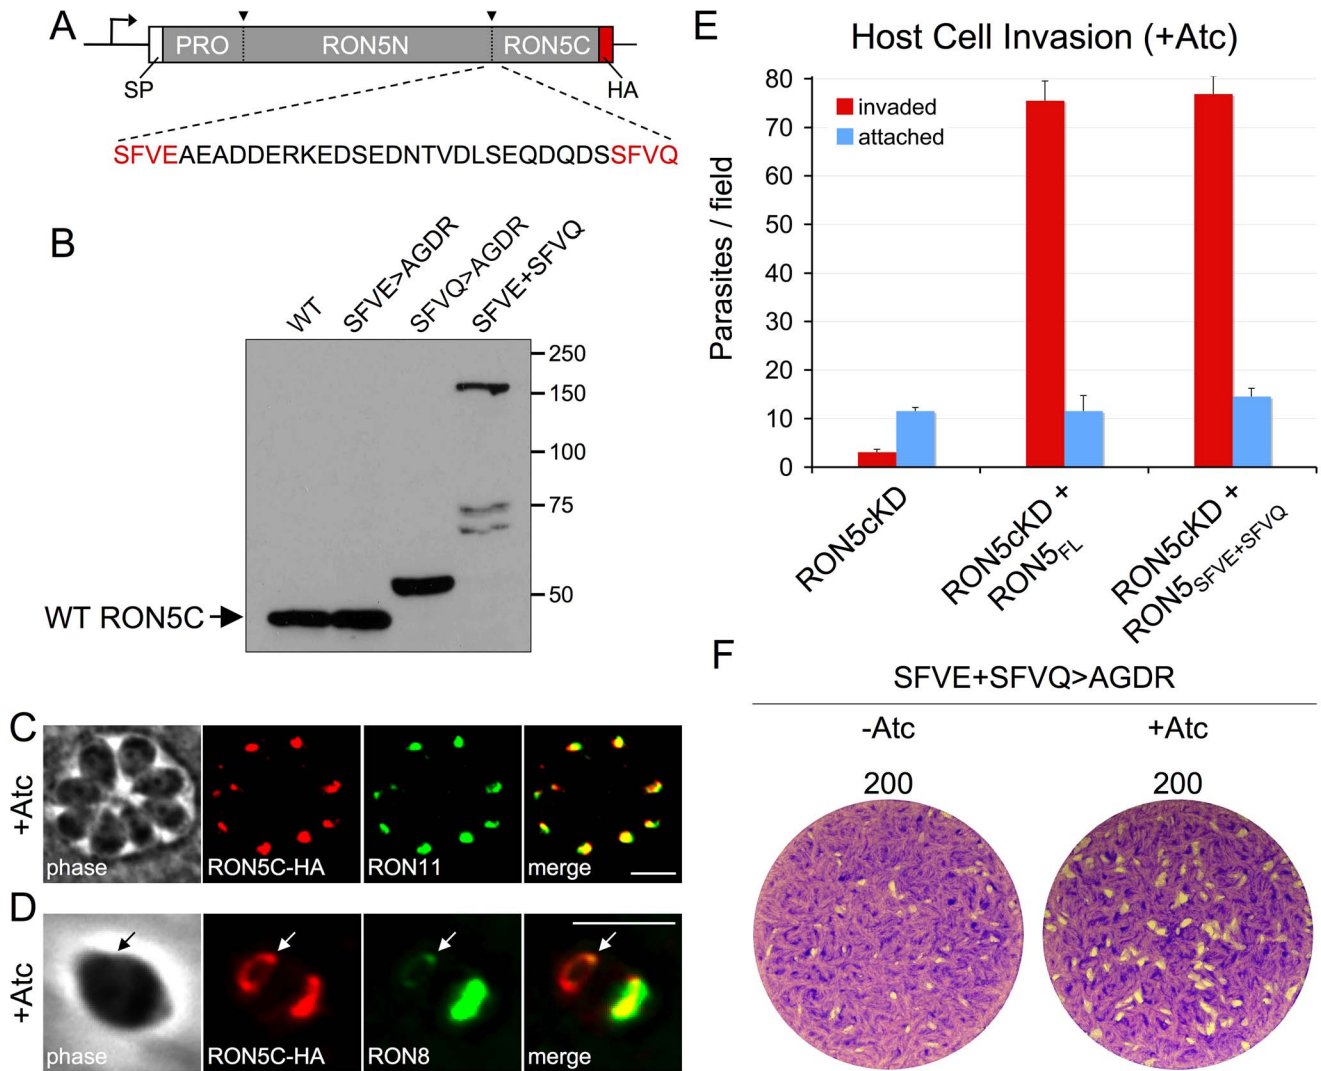 A
PRO RON5N RON5C
SP HA
SFVEAEADDERKEDSEDNTVDLSEQDQDSSFVQ
B
WT SFVE>AGDR SFVQ>AGDR SFVE+SFVQ
250
150
100
75
50
WT RON5C
C
+Atc
phase RON5C-HA RON11 merge
D
+Atc
phase RON5C-HA RON8 merge
E
Host Cell Invasion (+Atc)
invaded
attached
Parasites / field
80
70
60
50
40
30
20
10
0
RON5cKD
RON5cKD +
RON5FL
RON5cKD +
RON5SFVE+SFVQ
F
SFVE+SFVQ>AGDR
-Atc +Atc
200 200